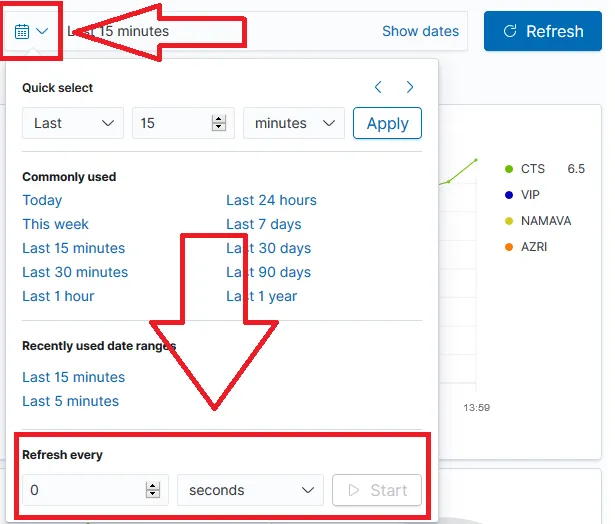 Last 15 minutes Show dates Refresh
Quick select
Last 15 minutes Apply
Commonly used
Today Last 24 hours
This week Last 7 days
Last 15 minutes Last 30 days
Last 30 minutes Last 90 days
Last 1 hour Last 1 year
Recently used date ranges
Last 15 minutes
Last 5 minutes
Refresh every
0 seconds Start
CTS 6.5
VIP
NAMAVA
AZRI
13:59